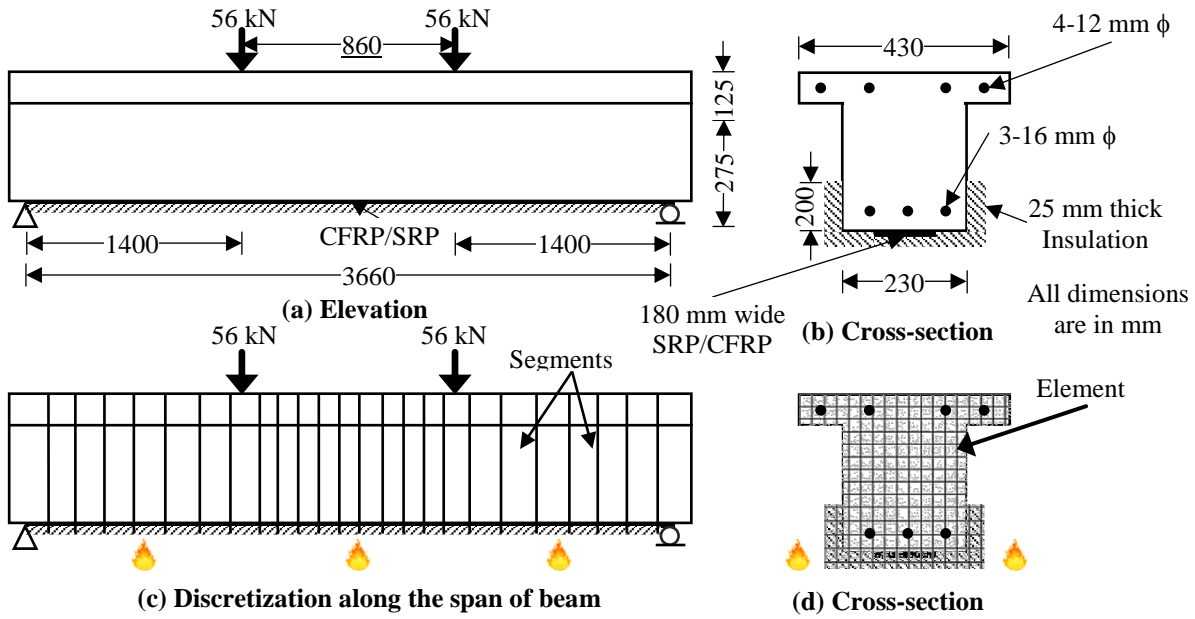 56 kN
56 kN
860
125
275
CFRP/SRP
1400
1400
3660
(a) Elevation
4-12 mm ϕ
430
3-16 mm ϕ
200
25 mm thick
Insulation
230
All dimensions
are in mm
180 mm wide
SRP/CFRP
(b) Cross-section
56 kN
56 kN
Segments
(c) Discretization along the span of beam
Element
(d) Cross-section